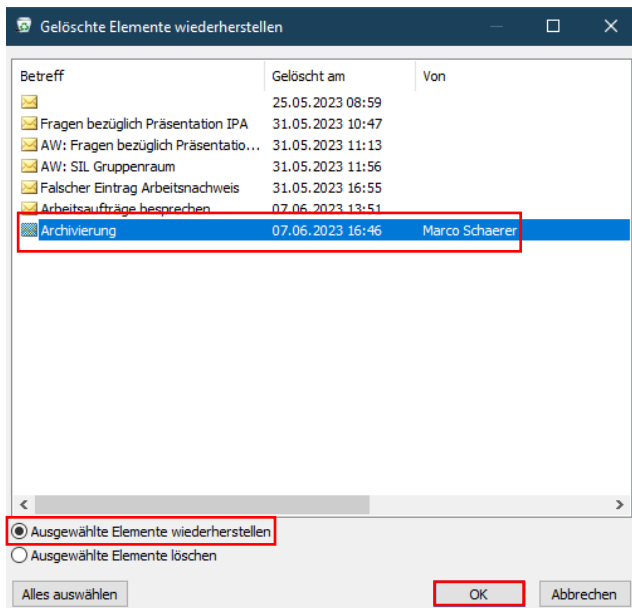 Gelöschte Elemente wiederherstellen
Betreff Gelöscht am Von
25.05.2023 08:59
Fragen bezüglich Präsentation IPA 31.05.2023 10:47
AW: Fragen bezüglich Präsentatio... 31.05.2023 11:13
AW: SIL Gruppenraum 31.05.2023 11:56
Falscher Eintrag Arbeitsnachweis 31.05.2023 16:55
Arbeitsaufträge besprechen 07.06.2023 13:51
Archivierung 07.06.2023 16:46 Marco Schaerer
Ausgewählte Elemente wiederherstellen
Ausgewählte Elemente löschen
Alles auswählen OK Abbrechen